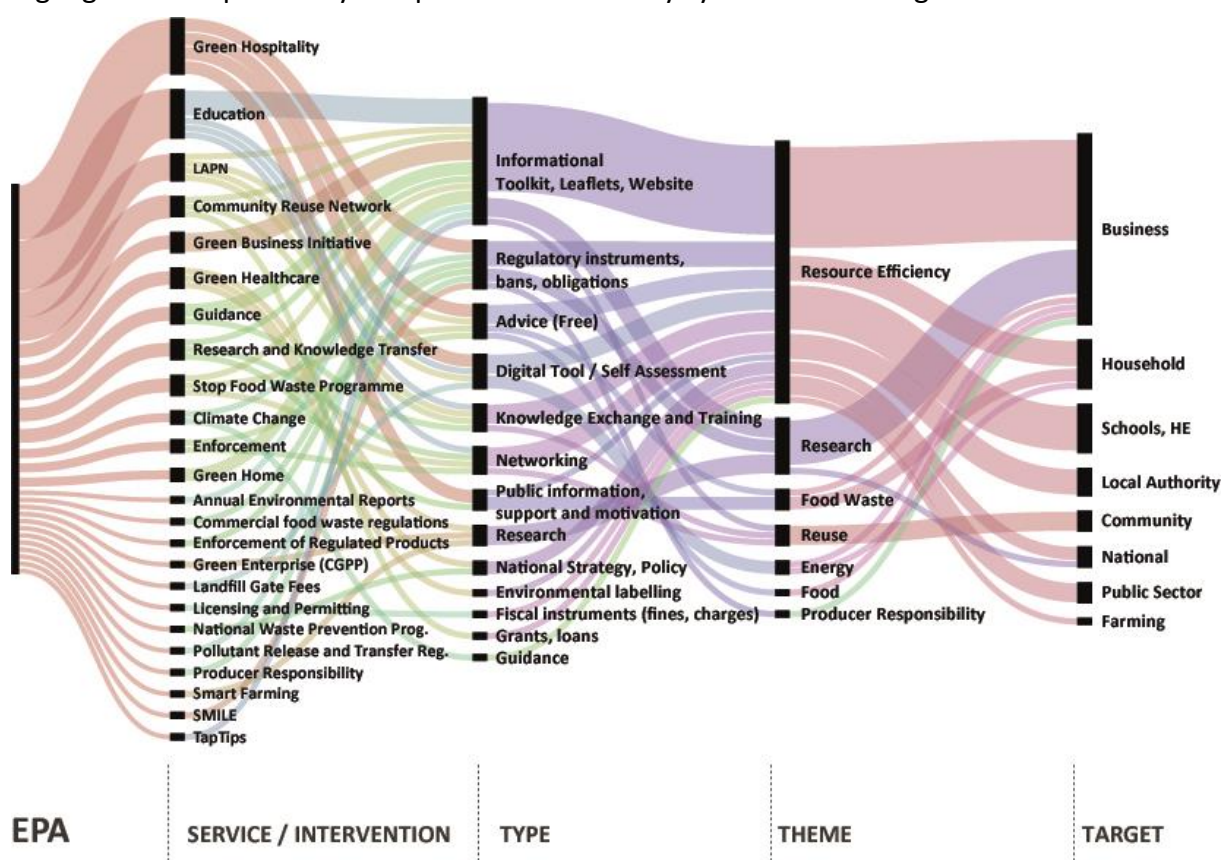 Green Hospitality
Education
LAPN
Community Reuse Network
Green Business Initiative
Green Healthcare
Guidance
Research and Knowledge Transfer
Stop Food Waste Programme
Climate Change
Enforcement
Green Home
Annual Environmental Reports
Commercial food waste regulations
Enforcement of Regulated Products
Green Enterprise (CGPP)
Landfill Gate Fees
Licensing and Permitting
National Waste Prevention Prog.
Pollutant Release and Transfer Reg.
Producer Responsibility
Smart Farming
SMILE
TapTips
Informational
Toolkit, Leaflets, Website
Regulatory instruments,
bans, obligations
Advice (Free)
Digital Tool / Self Assessment
Knowledge Exchange and Training
Networking
Public information,
support and motivation
Research
National Strategy, Policy
Environmental labelling
Fiscal instruments (fines, charges)
Grants, loans
Guidance
Resource Efficiency
Research
Food Waste
Reuse
Energy
Food
Producer Responsibility
Business
Household
Schools, HE
Local Authority
Community
National
Public Sector
Farming
EPA
SERVICE / INTERVENTION
TYPE
THEME
TARGET